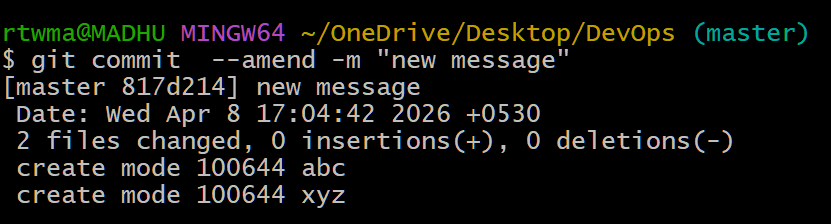 rtwma@MADHU MINGW64 ~/OneDrive/Desktop/DevOps (master)
$ git commit  --amend -m "new message"
[master 817d214] new message
 Date: Wed Apr 8 17:04:42 2026 +0530
 2 files changed, 0 insertions(+), 0 deletions(-)
 create mode 100644 abc
 create mode 100644 xyz